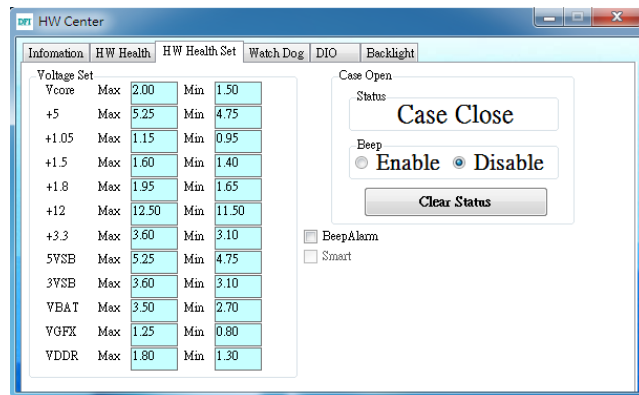 DFI HW Center
Infomation HW Health HW Health Set Watch Dog DIO Backlight
Voltage Set
Vcore Max 2.00 Min 1.50
+5 Max 5.25 Min 4.75
+1.05 Max 1.15 Min 0.95
+1.5 Max 1.60 Min 1.40
+1.8 Max 1.95 Min 1.65
+12 Max 12.50 Min 11.50
+3.3 Max 3.60 Min 3.10
5VSB Max 5.25 Min 4.75
3VSB Max 3.60 Min 3.10
VBAT Max 3.50 Min 2.70
VGFX Max 1.25 Min 0.80
VDDR Max 1.80 Min 1.30
Case Open
Status
Case Close
Beep
Enable Disable
Clear Status
BeepAlarm
Smart